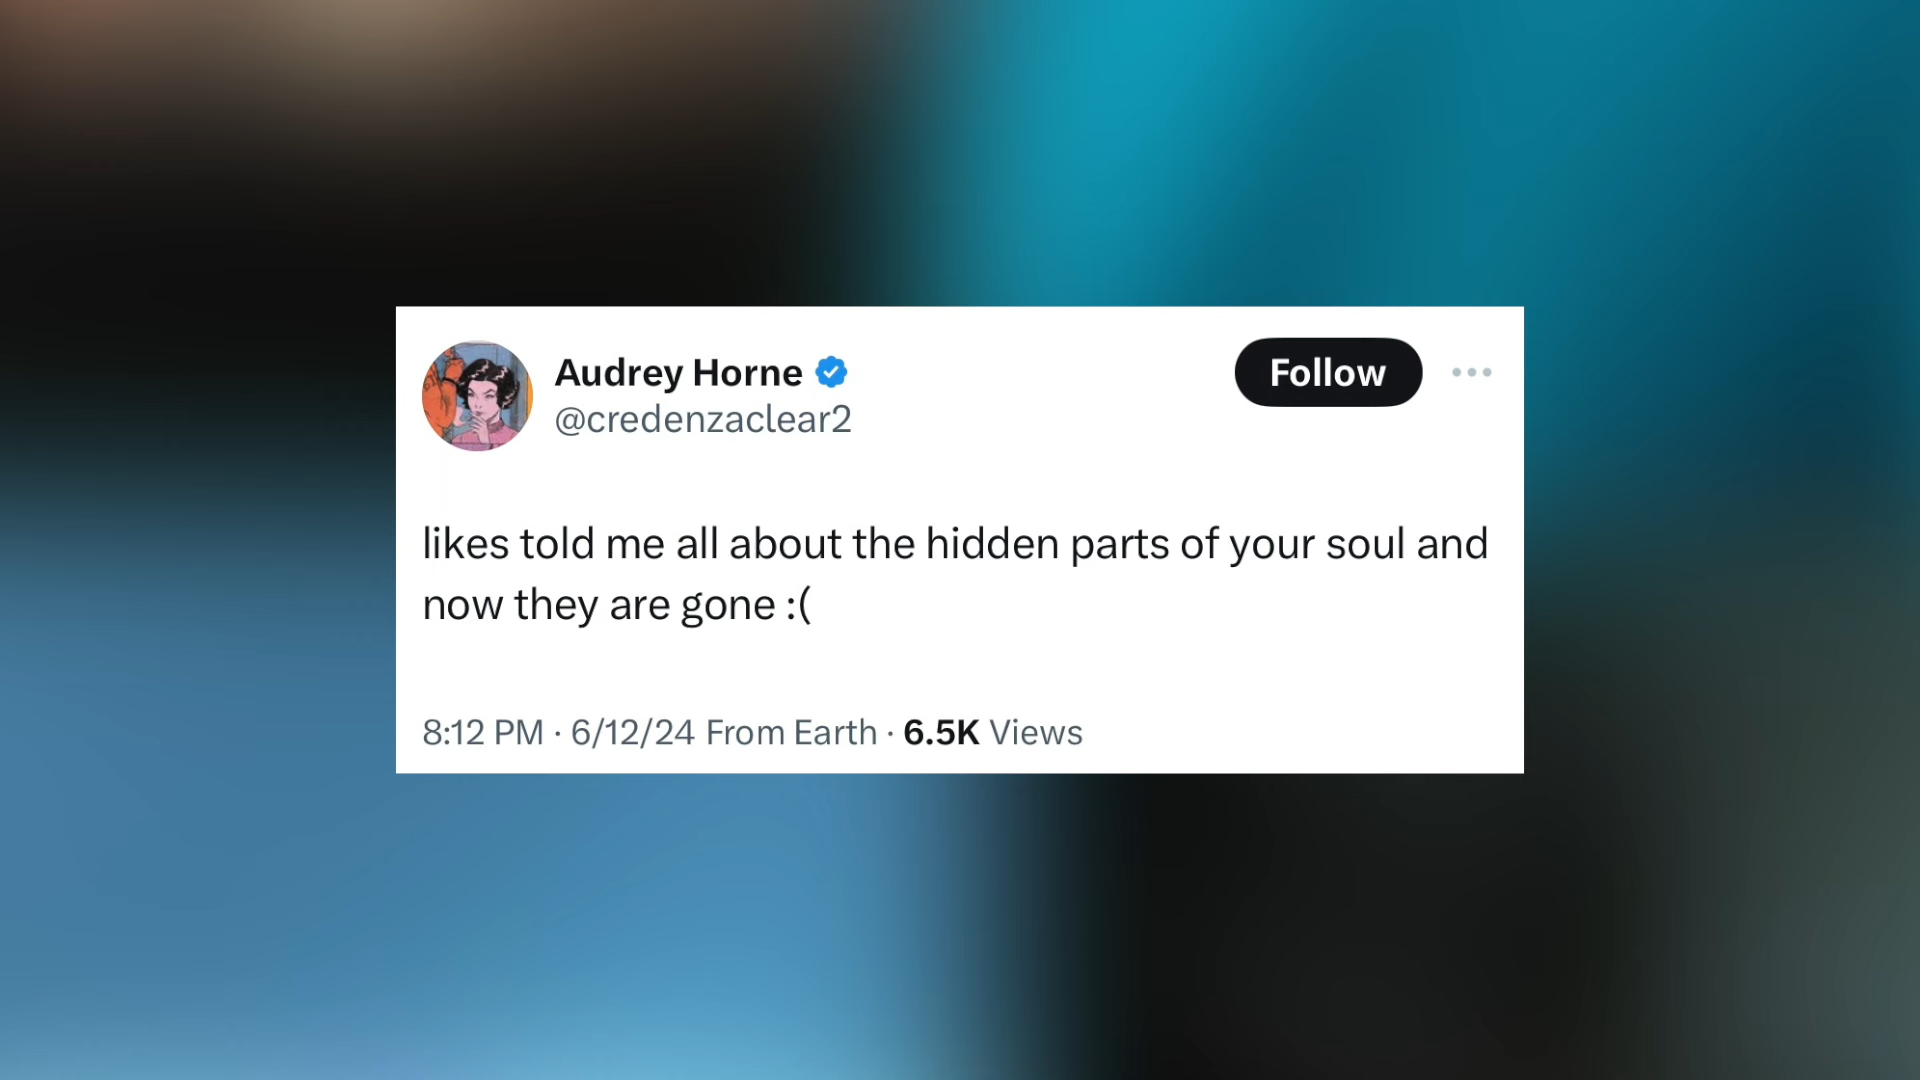 Audrey Horne
Follow
@credenzaclear2
likes told me all about the hidden parts of your soul and
now they are gone :(
8:12 PM · 6/12/24 From Earth · 6.5K Views